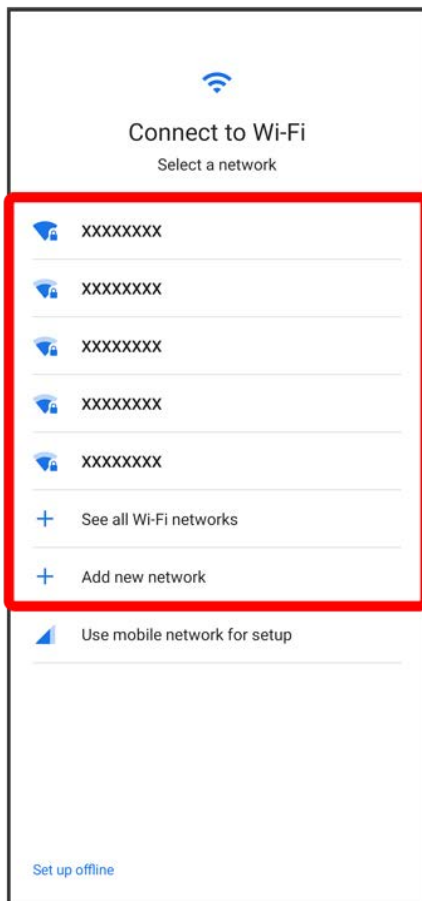 Connect to Wi-Fi
Select a network
XXXXXXXX
XXXXXXXX
XXXXXXXX
XXXXXXXX
XXXXXXXX
See all Wi-Fi networks
Add new network
Use mobile network for setup
Set up offline